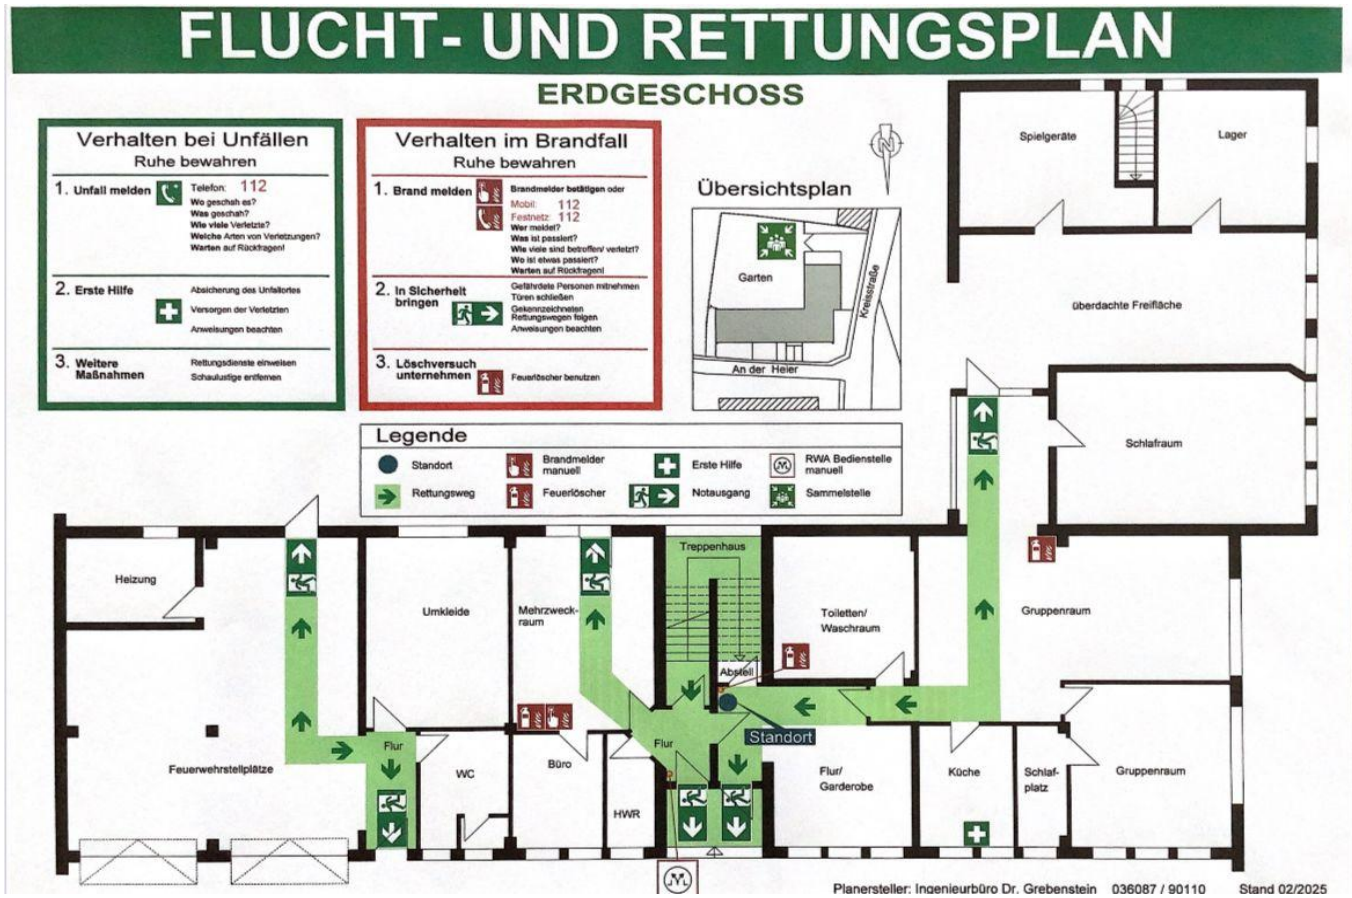 FLUCHT- UND RETTUNGSPLAN
ERDGESCHOSS
Verhalten bei Unfällen
Ruhe bewahren
1. Unfall melden
Telefon: 112
Wo geschah es?
Was geschah?
Wie viele Verletzte?
Welche Arten von Verletzungen?
Warten auf Rückfragen!
2. Erste Hilfe
Absicherung des Unfallortes
Versorgen der Verletzten
Anweisungen beachten
3. Weitere
Maßnahmen
Rettungsdienste einweisen
Schaulustige entfernen
Verhalten im Brandfall
Ruhe bewahren
1. Brand melden
Brandmelder betätigen oder
Mobil: 112
Festnetz: 112
Wer meldet?
Was ist passiert?
Wie viele sind betroffen/ verletzt?
Wo ist etwas passiert?
Warten auf Rückfragen!
2. In Sicherheit
bringen
Gefährdete Personen mitnehmen
Türen schließen
Gekennzeichneten
Rettungswegen folgen
Anweisungen beachten
3. Löschversuch
unternehmen
Feuerlöscher benutzen
Übersichtsplan
Garten
Kreisstraße
An der Heier
Legende
Standort
Brandmelder
manuell
Erste Hilfe
RWA Bedienstelle
manuell
Rettungsweg
Feuerlöscher
Notausgang
Sammelstelle
Spielgeräte
Lager
überdachte Freifläche
Schlafraum
Heizung
Umkleide
Mehrzweck-
raum
Treppenhaus
Toiletten/
Waschraum
Gruppenraum
Abstell
Standort
Feuerwehrstellplätze
Flur
WC
Büro
HWR
Flur
Flur/
Garderobe
Küche
Schlaf-
platz
Gruppenraum
Planersteller: Ingenieurbüro Dr. Grebenstein 036087 / 90110 Stand 02/2025